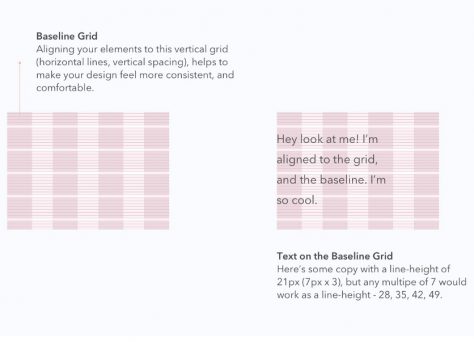 Baseline Grid
Aligning your elements to this vertical grid
(horizontal lines, vertical spacing), helps to
make your design feel more consistent, and
comfortable.
Hey look at me! I'm
aligned to the grid,
and the baseline. I'm
so cool.
Text on the Baseline Grid
Here's some copy with a line-height of
21px (7px x 3), but any multipe of 7 would
work as a line-height - 28, 35, 42, 49.